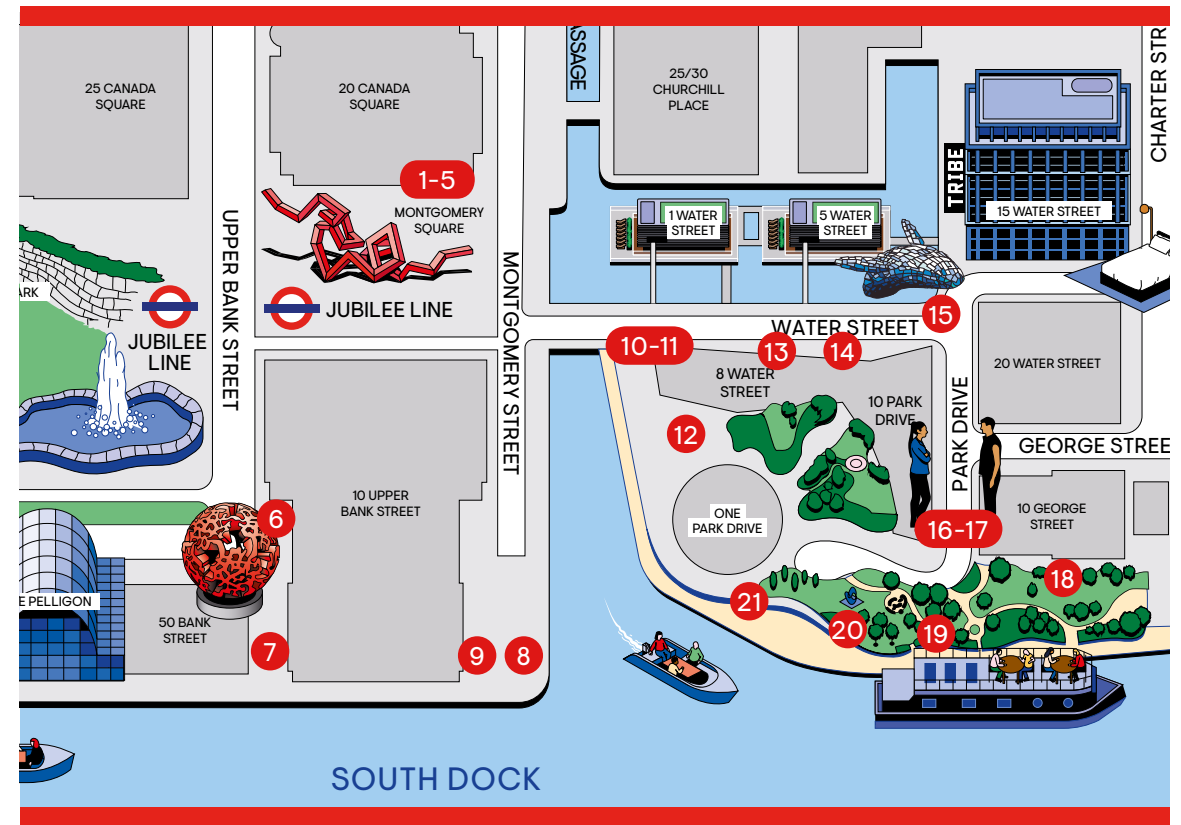 25 CANADA
SQUARE
20 CANADA
SQUARE
ASSAGE
25/30
CHURCHILL
PLACE
CHARTER STR
TRIBE
1-5
MONTGOMERY
SQUARE
1 WATER
STREET
5 WATER
STREET
15 WATER STREET
UPPER BANK STREET
MONTGOMERY STREET
ARK
JUBILEE
LINE
JUBILEE LINE
WATER STREET
15
10-11
13
14
8 WATER
STREET
20 WATER STREET
10 PARK
DRIVE
PARK DRIVE
12
GEORGE STREE
10 UPPER
BANK STREET
6
ONE
PARK DRIVE
16-17
10 GEORGE
STREET
E PELLIGON
50 BANK
STREET
7
9
8
21
20
19
18
SOUTH DOCK